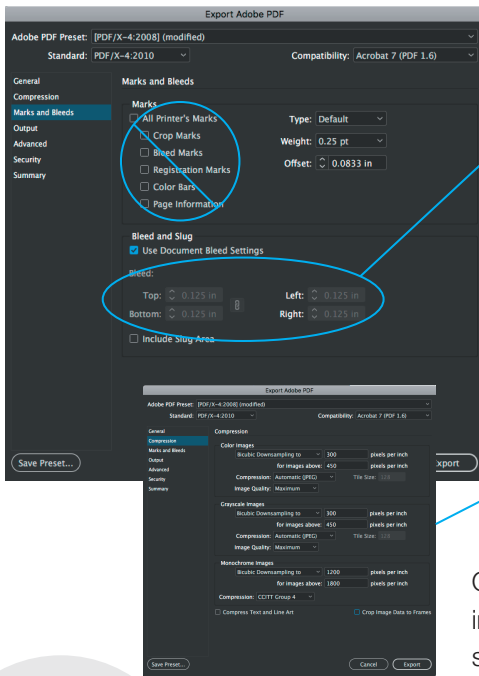 Export Adobe PDF
Adobe PDF Preset: [PDF/X-4:2008] (modified)
Standard: PDF/X-4:2010 Compatibility: Acrobat 7 (PDF 1.6)
General
Compression
Marks and Bleeds
Output
Advanced
Security
Summary
Marks and Bleeds
Marks
All Printer's Marks
Crop Marks
Bleed Marks
Registration Marks
Color Bars
Page Information
Type: Default
Weight: 0.25 pt
Offset: 0.0833 in
Bleed and Slug
Use Document Bleed Settings
Bleed:
Top: 0.125 in Left: 0.125 in
Bottom: 0.125 in Right: 0.125 in
Include Slug Area
Save Preset...
xport
Export Adobe PDF
Adobe PDF Preset: [PDF/X-4:2008] (modified)
Standard: PDF/X-4:2010 Compatibility: Acrobat 7 (PDF 1.6)
General
Compression
Marks and Bleeds
Output
Advanced
Security
Summary
Compression
Color Images
Bicubic Downsampling to 300 pixels per inch
for images above: 450 pixels per inch
Compression: Automatic (JPEG) Tile Size: 128
Image Quality: Maximum
Grayscale Images
Bicubic Downsampling to 300 pixels per inch
for images above: 450 pixels per inch
Compression: Automatic (JPEG) Tile Size: 128
Image Quality: Maximum
Monochrome Images
Bicubic Downsampling to 1200 pixels per inch
for images above: 1800 pixels per inch
Compression: CCITT Group 4
Compress Text and Line Art Crop Image Data to Frames
Save Preset... Cancel Export